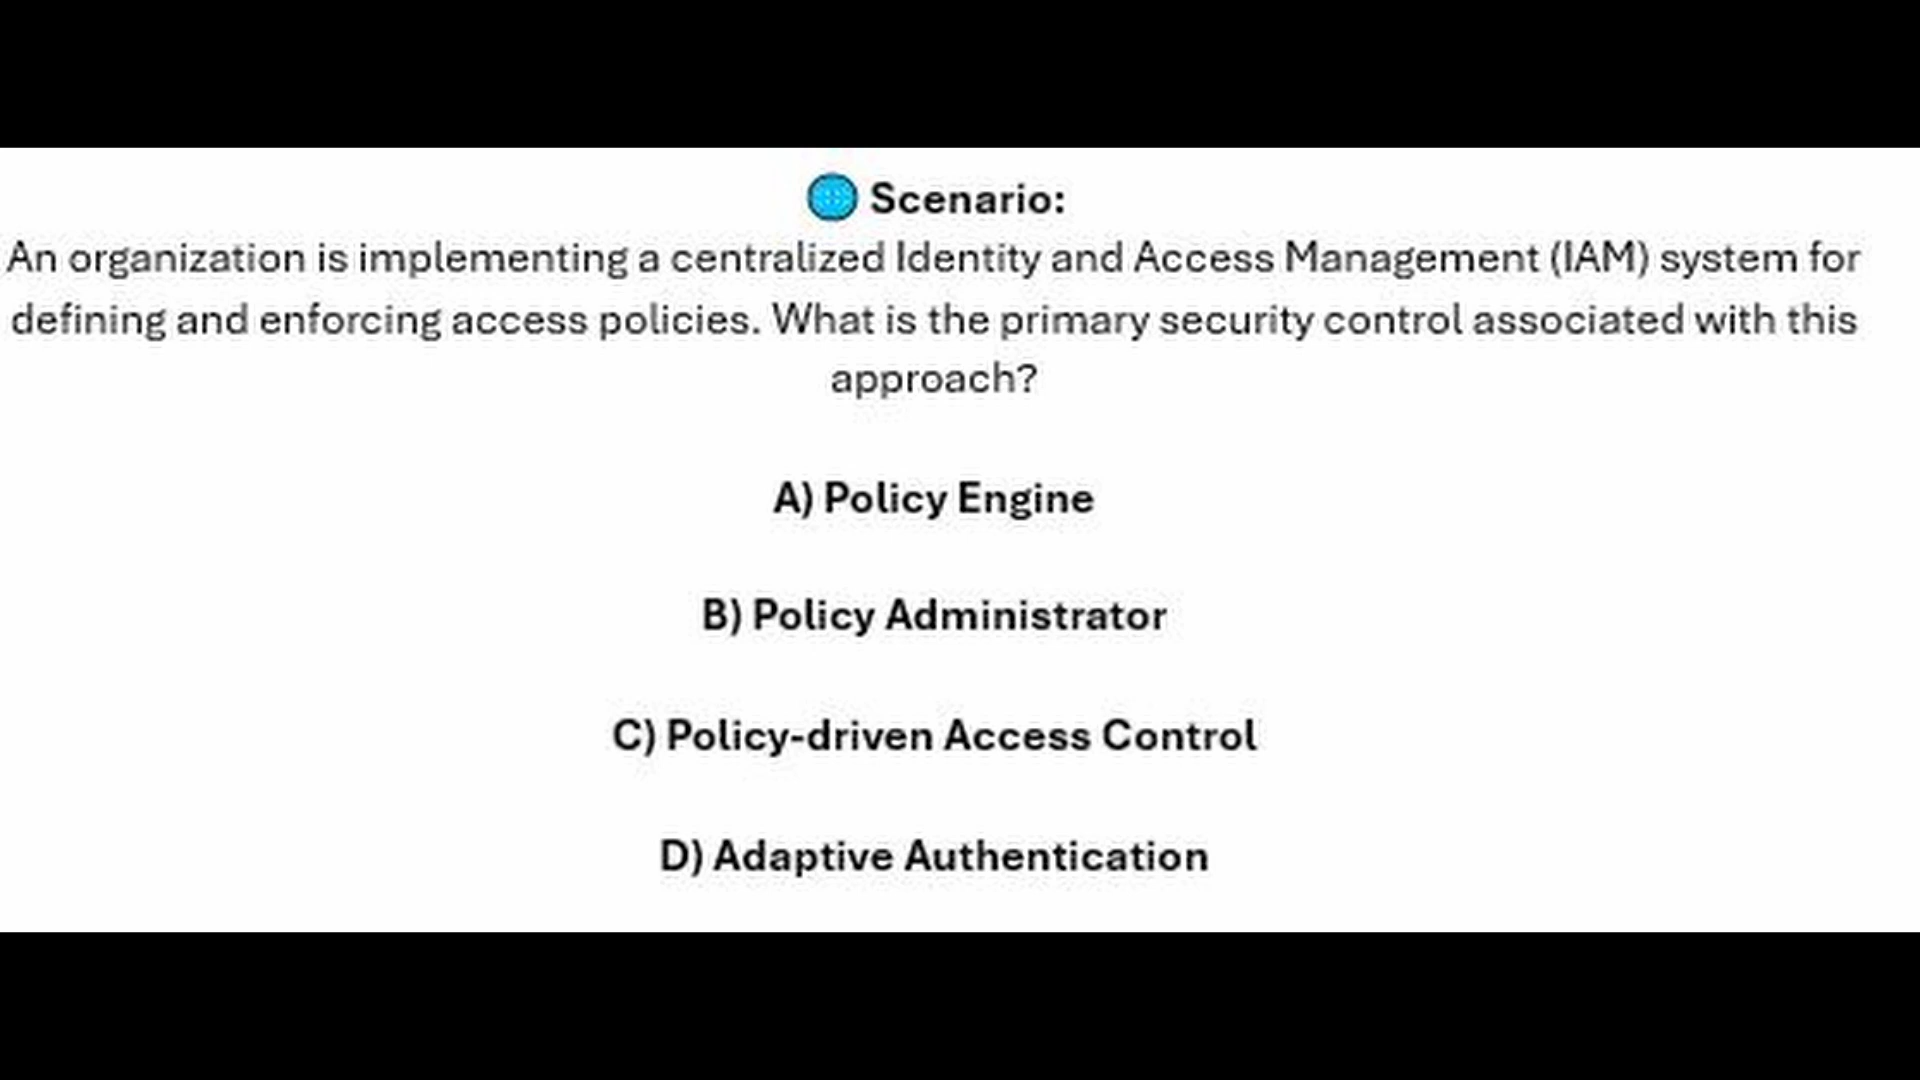 Scenario:
An organization is implementing a centralized Identity and Access Management (IAM) system for
defining and enforcing access policies. What is the primary security control associated with this
approach?
A) Policy Engine
B) Policy Administrator
C) Policy-driven Access Control
D) Adaptive Authentication